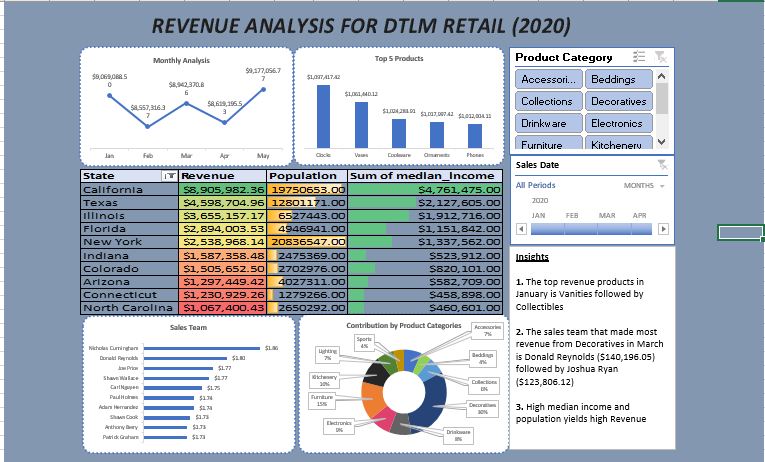 REVENUE ANALYSIS FOR DTLM RETAIL (2020)
Monthly Analysis
$9,069,088.5
0
$8,557,316.3
7
$8,942,370.8
6
$8,619,195.5
3
$9,177,056.7
7
Jan Feb Mar Apr May
Top 5 Products
$1,097,417.42
$1,061,440.12
$1,024,283.91
$1,017,997.42
$1,012,004.11
Clocks Vases Cookware Ornaments Phones
Product Category
Accessori... Beddings
Collections Decoratives
Drinkware Electronics
Furniture Kitchenery
State Revenue Population Sum of median_income
California $8,905,982.36 19750653.00 $4,761,475.00
Texas $4,598,704.96 12801171.00 $2,127,605.00
Illinois $3,655,157.17 6527443.00 $1,912,716.00
Florida $2,894,003.53 4946941.00 $1,151,842.00
New York $2,538,968.14 20836547.00 $1,337,562.00
Indiana $1,587,358.48 2475369.00 $523,912.00
Colorado $1,505,652.50 2702976.00 $820,101.00
Arizona $1,297,449.42 4027311.00 $582,709.00
Connecticut $1,230,929.26 1279266.00 $458,898.00
North Carolina $1,067,400.43 2650292.00 $460,601.00
Sales Date
All Periods MONTHS
2020
JAN FEB MAR APR
Insights
1. The top revenue products in
January is Vanities followed by
Collectibles
2. The sales team that made most
revenue from Decoratives in March
is Donald Reynolds ($140,196.05)
followed by Joshua Ryan
($123,806.12)
3. High median income and
population yields high Revenue
Sales Team
Nicholas Cunningham $1.86
Donald Reynolds $1.80
Joe Price $1.77
Shawn Wallace $1.77
Carl Nguyen $1.75
Paul Holmes $1.74
Adam Hernandez $1.74
Shawn Cook $1.73
Anthony Berry $1.73
Patrick Graham $1.73
Contribution by Product Categories
Accessories
7%
Beddings
4%
Collections
6%
Decoratives
30%
Drinkware
8%
Electronics
9%
Furniture
15%
Kitchenery
10%
Lighting
7%
Sports
4%